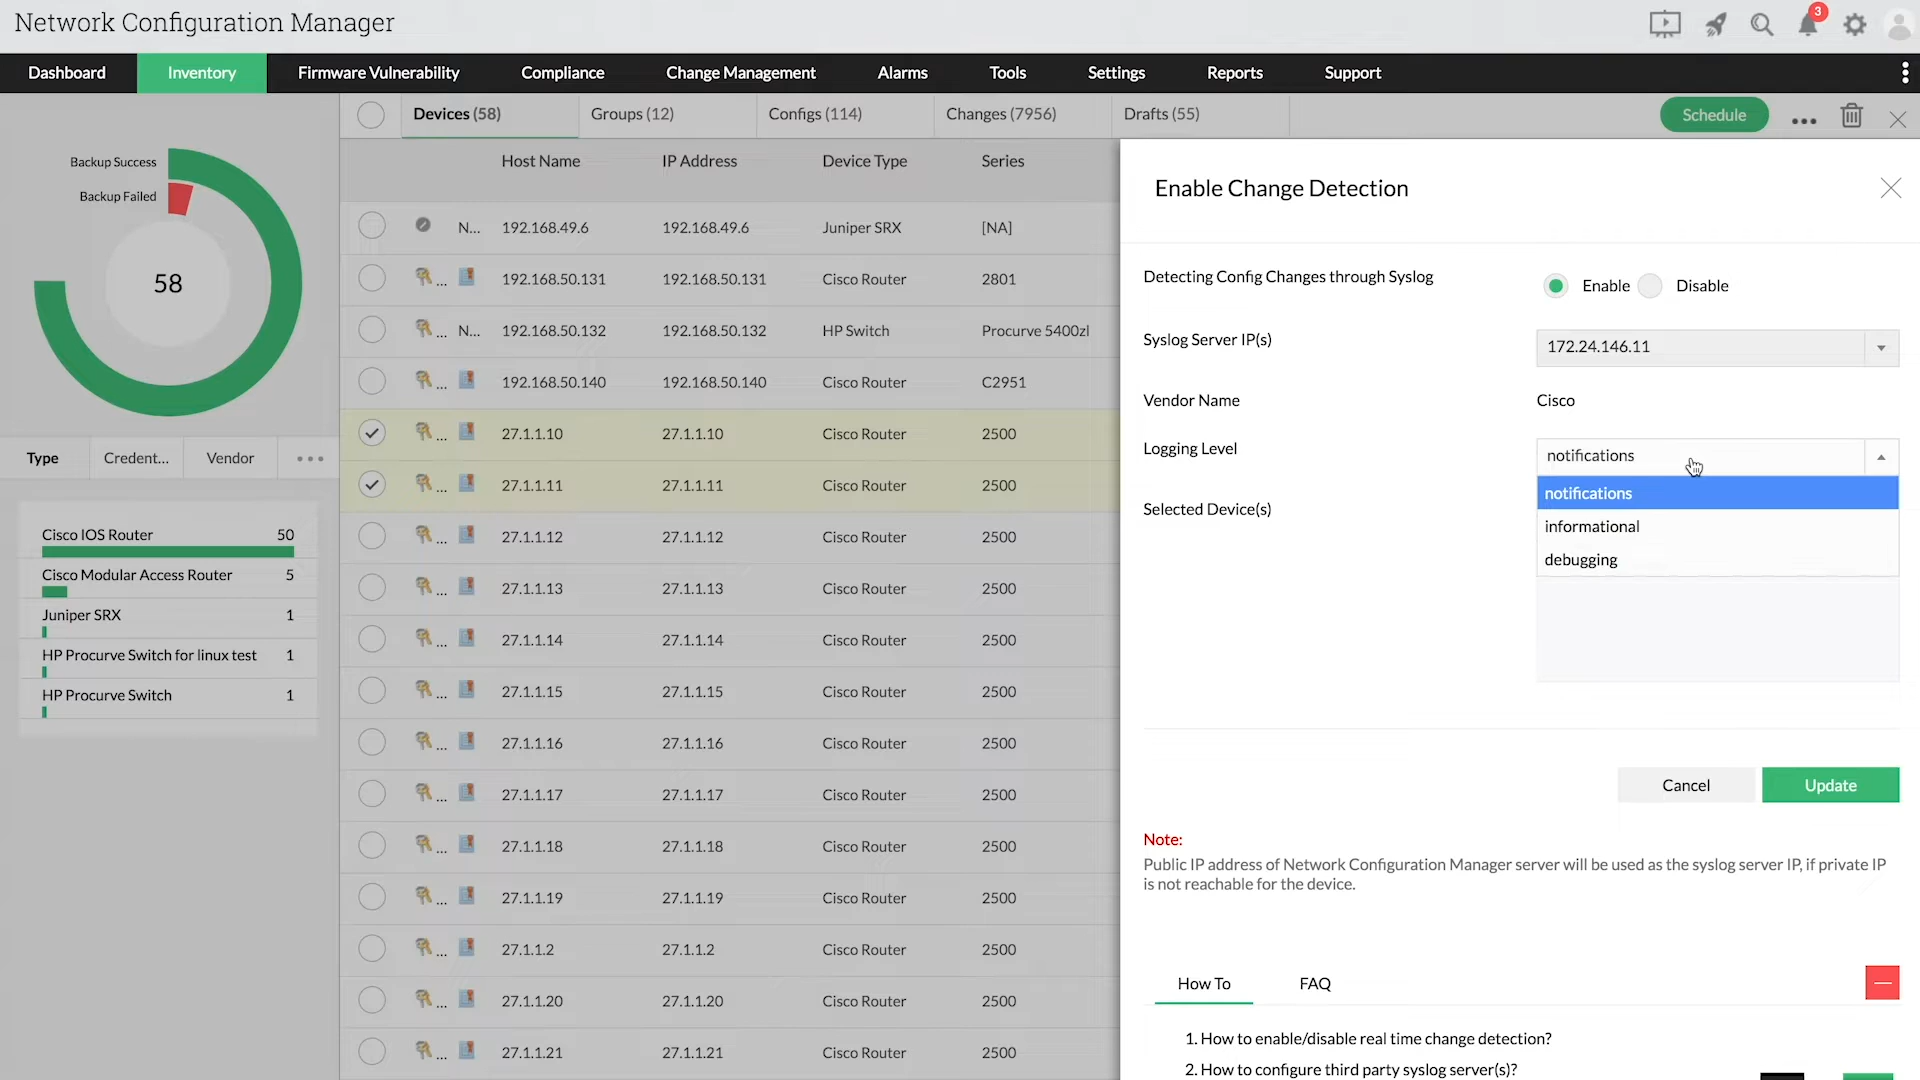 Network Configuration Manager
3
Dashboard Inventory Firmware Vulnerability Compliance Change Management Alarms Tools Settings Reports Support
Devices (58) Groups (12) Configs (114) Changes (7956) Drafts (55) Schedule
Backup Success
Backup Failed
58
Type Credent... Vendor
Cisco IOS Router 50
Cisco Modular Access Router 5
Juniper SRX 1
HP Procurve Switch for linux test 1
HP Procurve Switch 1
Host Name IP Address Device Type Series
N... 192.168.49.6 192.168.49.6 Juniper SRX [NA]
... 192.168.50.131 192.168.50.131 Cisco Router 2801
... N... 192.168.50.132 192.168.50.132 HP Switch Procurve 5400zl
... 192.168.50.140 192.168.50.140 Cisco Router C2951
... 27.1.1.10 27.1.1.10 Cisco Router 2500
... 27.1.1.11 27.1.1.11 Cisco Router 2500
... 27.1.1.12 27.1.1.12 Cisco Router 2500
... 27.1.1.13 27.1.1.13 Cisco Router 2500
... 27.1.1.14 27.1.1.14 Cisco Router 2500
... 27.1.1.15 27.1.1.15 Cisco Router 2500
... 27.1.1.16 27.1.1.16 Cisco Router 2500
... 27.1.1.17 27.1.1.17 Cisco Router 2500
... 27.1.1.18 27.1.1.18 Cisco Router 2500
... 27.1.1.19 27.1.1.19 Cisco Router 2500
... 27.1.1.2 27.1.1.2 Cisco Router 2500
... 27.1.1.20 27.1.1.20 Cisco Router 2500
... 27.1.1.21 27.1.1.21 Cisco Router 2500
Enable Change Detection
Detecting Config Changes through Syslog Enable Disable
Syslog Server IP(s) 172.24.146.11
Vendor Name Cisco
Logging Level notifications
notifications
informational
debugging
Selected Device(s)
Cancel Update
Note:
Public IP address of Network Configuration Manager server will be used as the syslog server IP, if private IP
is not reachable for the device.
How To FAQ
1. How to enable/disable real time change detection?
2. How to configure third party syslog server(s)?